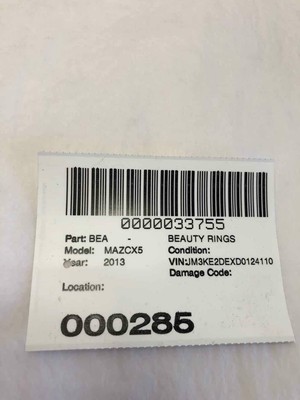 0000033755
Part: BEA - BEAUTY RINGS
Model: MAZCX5 Condition:
Year: 2013 VIN:JM3KE2DEXD0124110
Damage Code:
Location:
000285